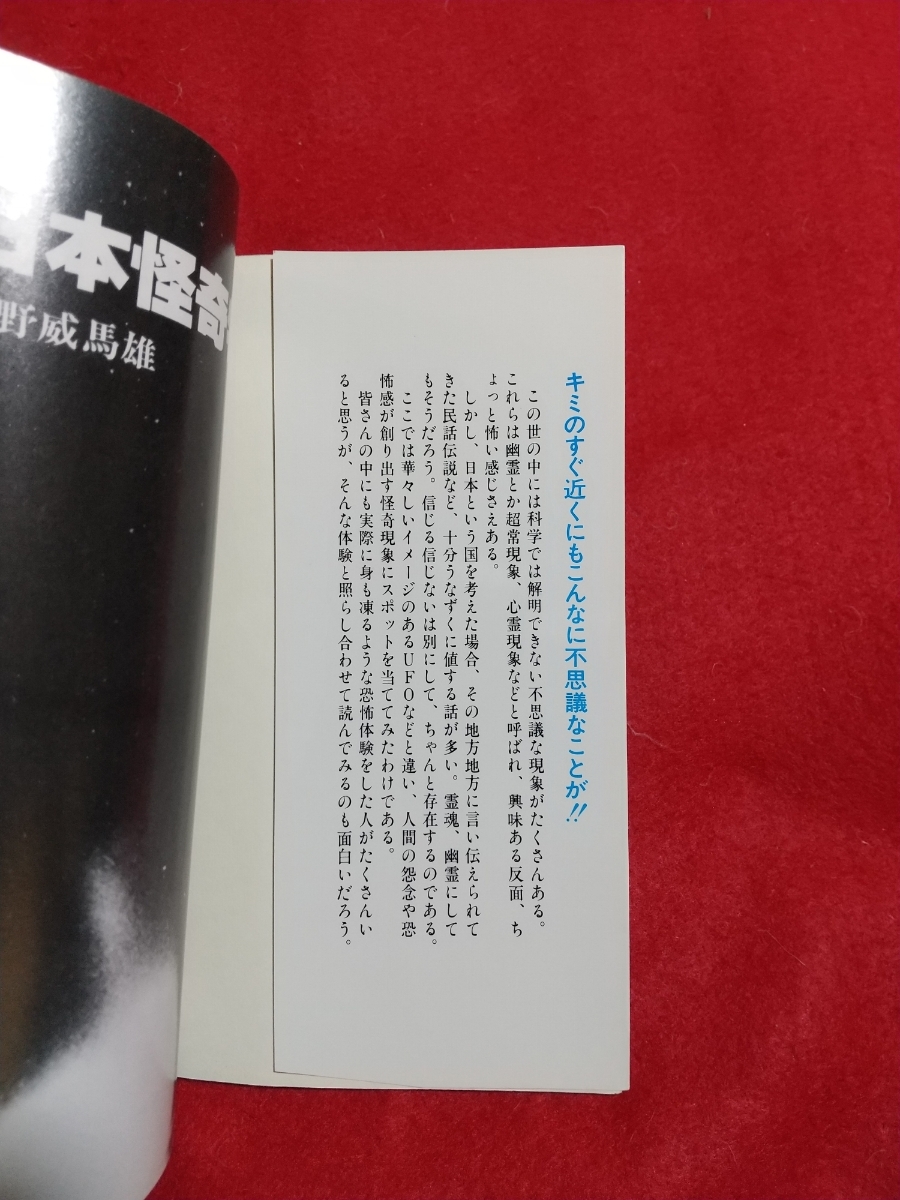 本怪奇
野威馬雄
キミのすぐ近くにもこんなに不思議なことが!!
この世の中には科学では解明できない不思議な現象がたくさんある。
これらは幽霊とか超常現象、心霊現象などと呼ばれ、興味ある反面、ち
ょっと怖い感じさえある。
しかし、日本という国を考えた場合、その地方地方に言い伝えられて
きた民話伝説など、十分うなずくに値する話が多い。霊魂、幽霊にして
もそうだろう。信じる信じないは別にして、ちゃんと存在するのである。
ここでは華々しいイメージのあるUFOなどと違い、人間の怨念や恐
怖感が創り出す怪奇現象にスポットを当ててみたわけである。
皆さんの中にも実際に身も凍るような恐怖体験をした人がたくさんい
ると思うが、そんな体験と照らし合わせて読んでみるのも面白いだろう。